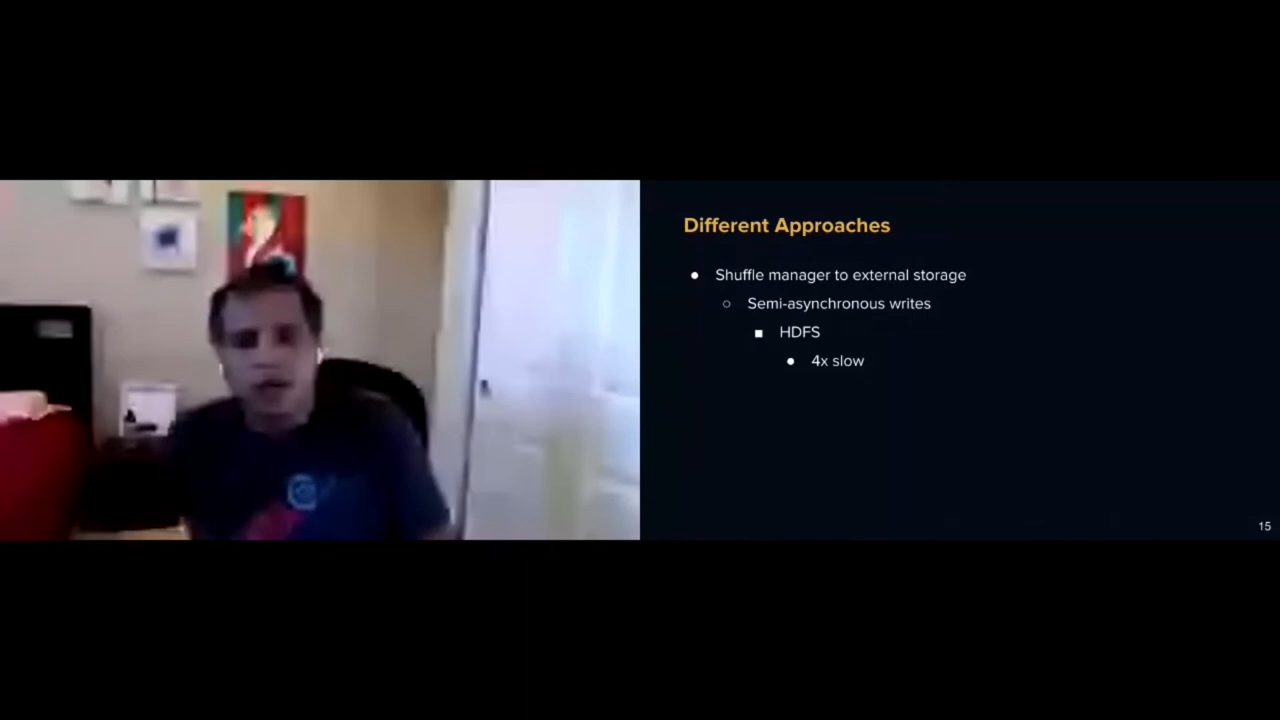 Different Approaches
● Shuffle manager to external storage
○ Semi-asynchronous writes
■ HDFS
● 4x slow
15